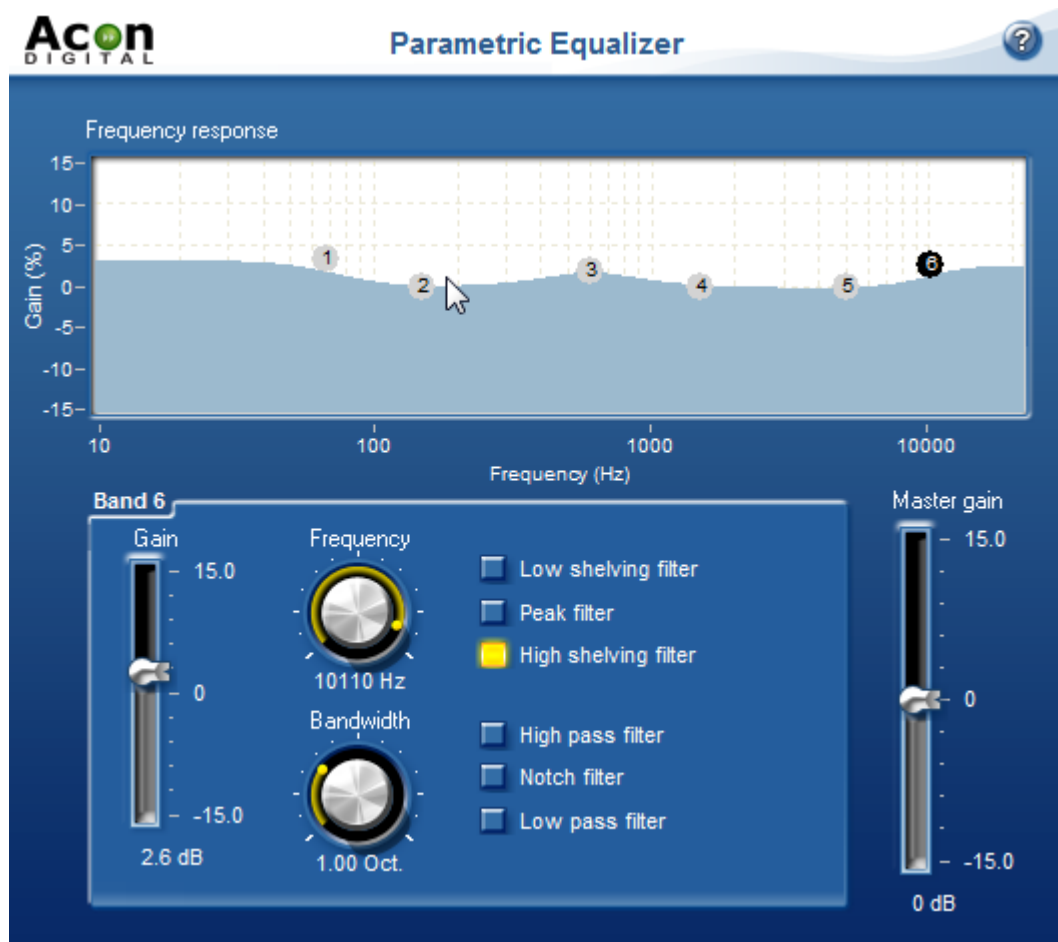 Acon
DIGITAL
Parametric Equalizer
?
Frequency response
15
10
5
0
-5
-10
-15
Gain (%)
1
2
3
4
5
6
10
100
1000
10000
Frequency (Hz)
Band 6
Gain
15.0
0
-15.0
2.6 dB
Frequency
10110 Hz
Bandwidth
1.00 Oct.
Low shelving filter
Peak filter
High shelving filter
High pass filter
Notch filter
Low pass filter
Master gain
15.0
0
-15.0
0 dB